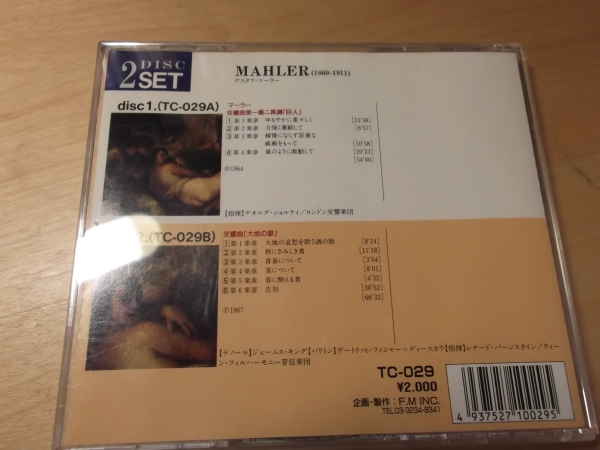 2 DISC SET
MAHLER (1860-1911)
グスタフ・マーラー
disc1.(TC-029A)
マーラー
交響曲第一番ニ長調「巨人」
1 第1楽章 ゆるやかに重々しく [15'38]
2 第2楽章 力強く運動して [8'57]
3 第3楽章 緩慢にならず荘重な
威厳をもって [10'58]
4 第4楽章 嵐のように激動して [20'23]
[54'00]
Ⓟ1964
【指揮】ゲオルグ・ショルティ/ロンドン交響楽団
2.(TC-029B)
交響曲「大地の歌」
1 第1楽章 大地の哀愁を歌う酒の歌 [8'24]
2 第2楽章 秋にさみしき者 [11'18]
3 第3楽章 青春について [3'04]
4 第4楽章 美について [8'01]
5 第5楽章 春に酔える者 [4'32]
6 第6楽章 告別 [30'52]
[66'32]
Ⓟ1967
【テノール】ジェームス・キング【バリトン】デートリッヒ・フィシャーニディースカウ【指揮】レナード・バーンスタイン/ウィー
ン・フィルハーモニー管弦楽団
TC-029
¥2,000
企画・製作:F.M INC.
TEL.03-3234-9341
4 937527 100295